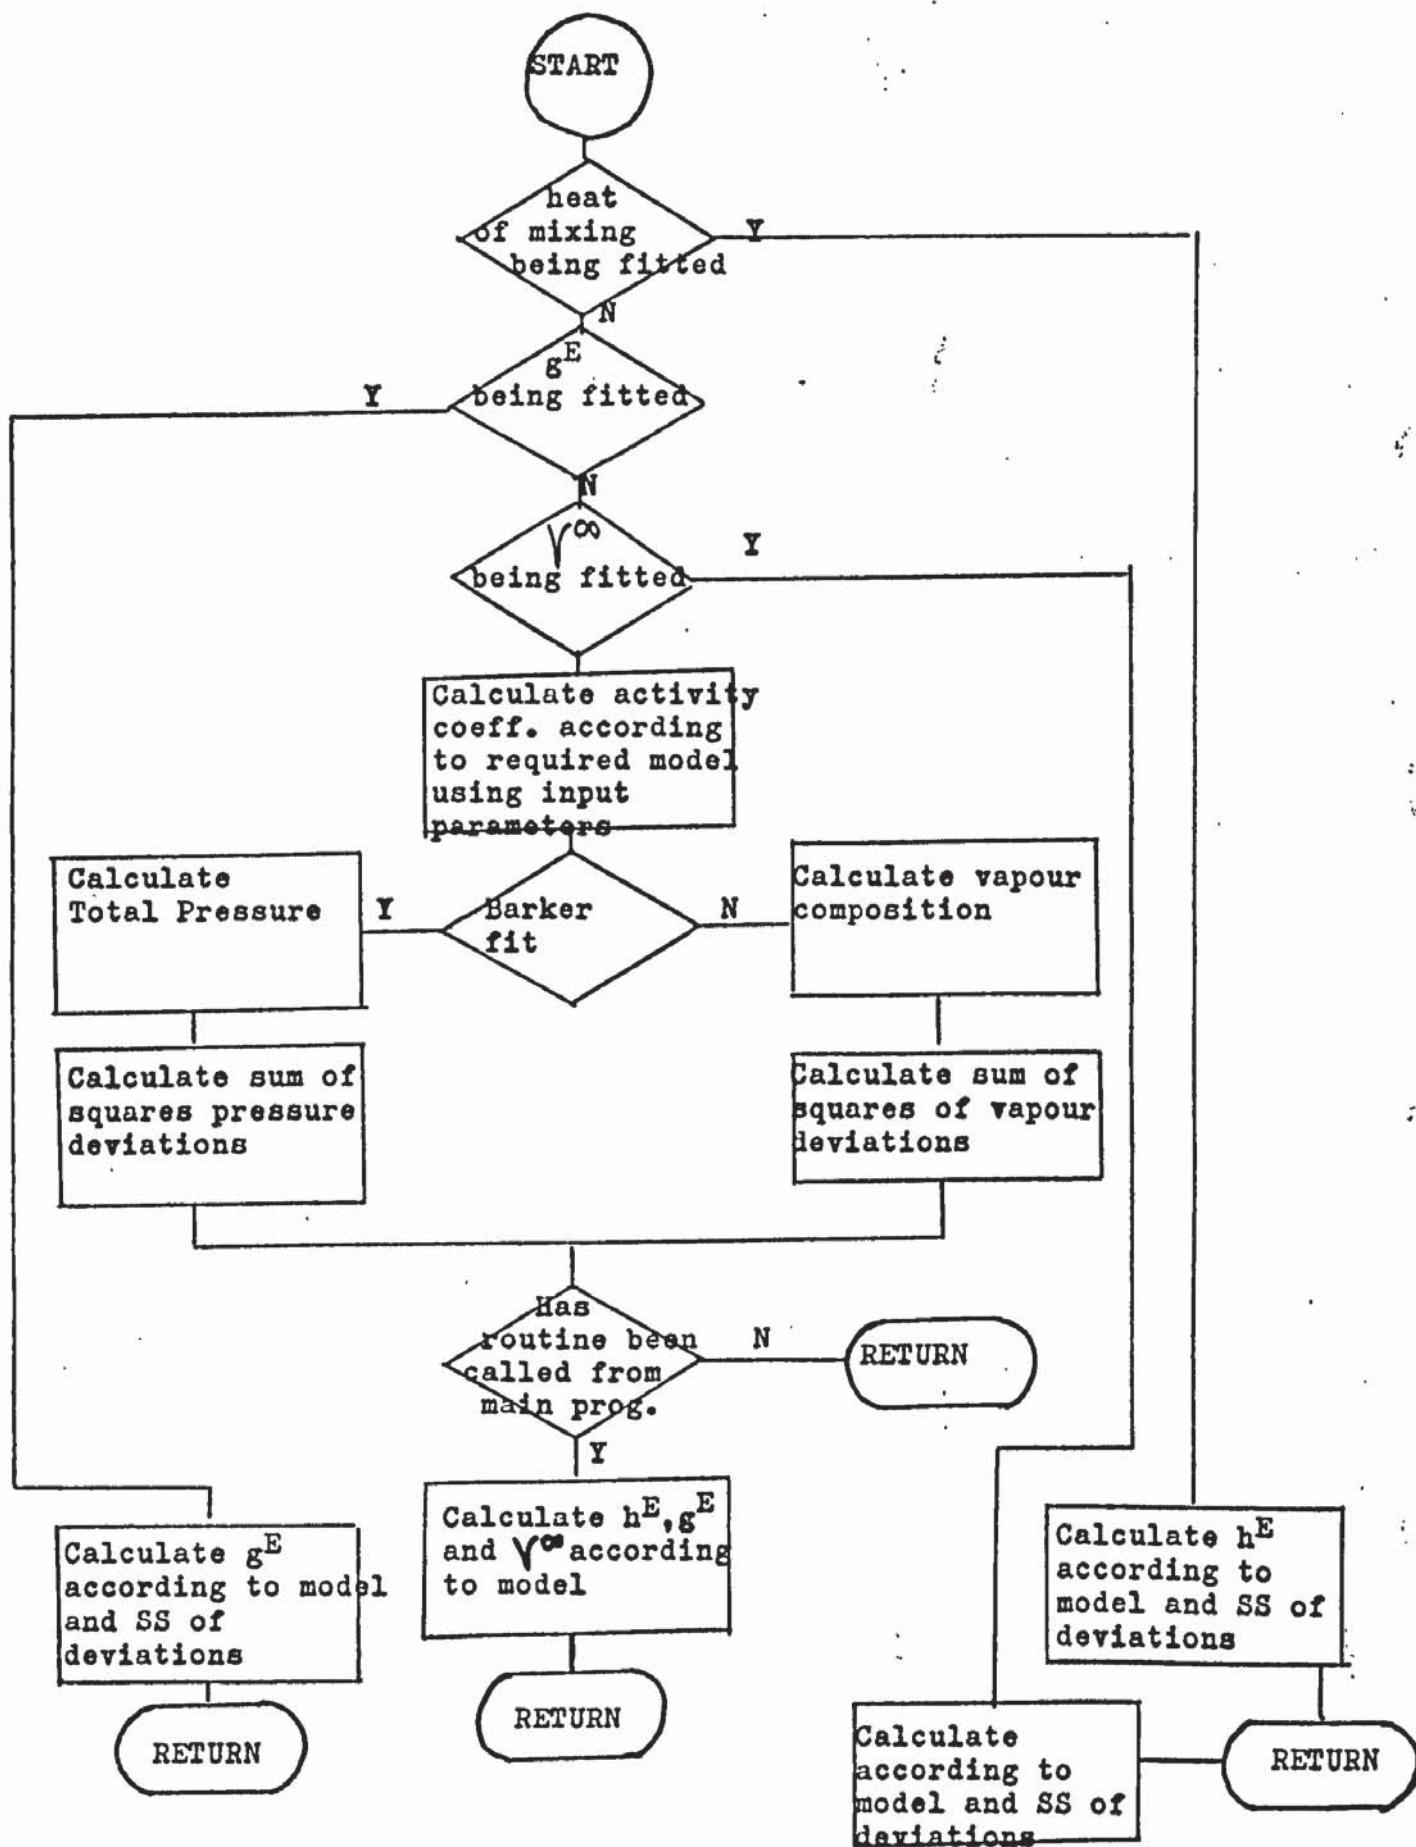 START
heat
of mixing
being fitted
Y
N
g^E
being fitted
Y
N
γ^∞
being fitted
Y
Calculate activity
coeff. according
to required model
using input
parameters
Calculate
Total Pressure
Y
Barker
fit
N
Calculate vapour
composition
Calculate sum of
squares pressure
deviations
Calculate sum of
squares of vapour
deviations
Has
routine been
called from
main prog.
N
RETURN
Y
Calculate g^E
according to model
and SS of
deviations
RETURN
Calculate h^E, g^E
and γ^∞ according
to model
RETURN
Calculate h^E
according to
model and SS of
deviations
Calculate
according to
model and SS of
deviations
RETURN